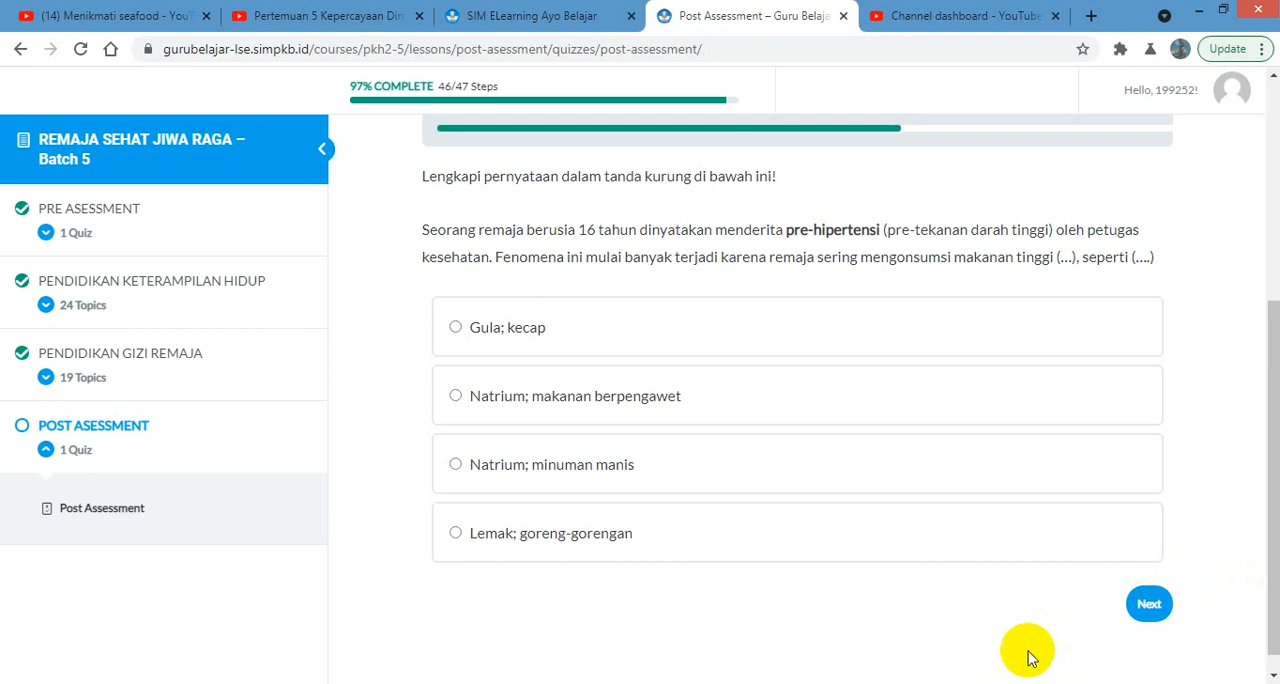 (14) Menikmati seafood - YouT
Pertemuan 5 Kepercayaan Diri
SIM ELearning Ayo Belajar
Post Assessment – Guru Belaja
Channel dashboard - YouTube
gurubelajar-lse.simpkb.id/courses/pkh2-5/lessons/post-asessment/quizzes/post-assessment/
Update
97% COMPLETE 46/47 Steps
Hello, 199252!
REMAJA SEHAT JIWA RAGA –
Batch 5
PRE ASESSMENT
1 Quiz
PENDIDIKAN KETERAMPILAN HIDUP
24 Topics
PENDIDIKAN GIZI REMAJA
19 Topics
POST ASESSMENT
1 Quiz
Post Assessment
Lengkapi pernyataan dalam tanda kurung di bawah ini!
Seorang remaja berusia 16 tahun dinyatakan menderita pre-hipertensi (pre-tekanan darah tinggi) oleh petugas
kesehatan. Fenomena ini mulai banyak terjadi karena remaja sering mengonsumsi makanan tinggi (...), seperti (....)
Gula; kecap
Natrium; makanan berpengawet
Natrium; minuman manis
Lemak; goreng-gorengan
Next